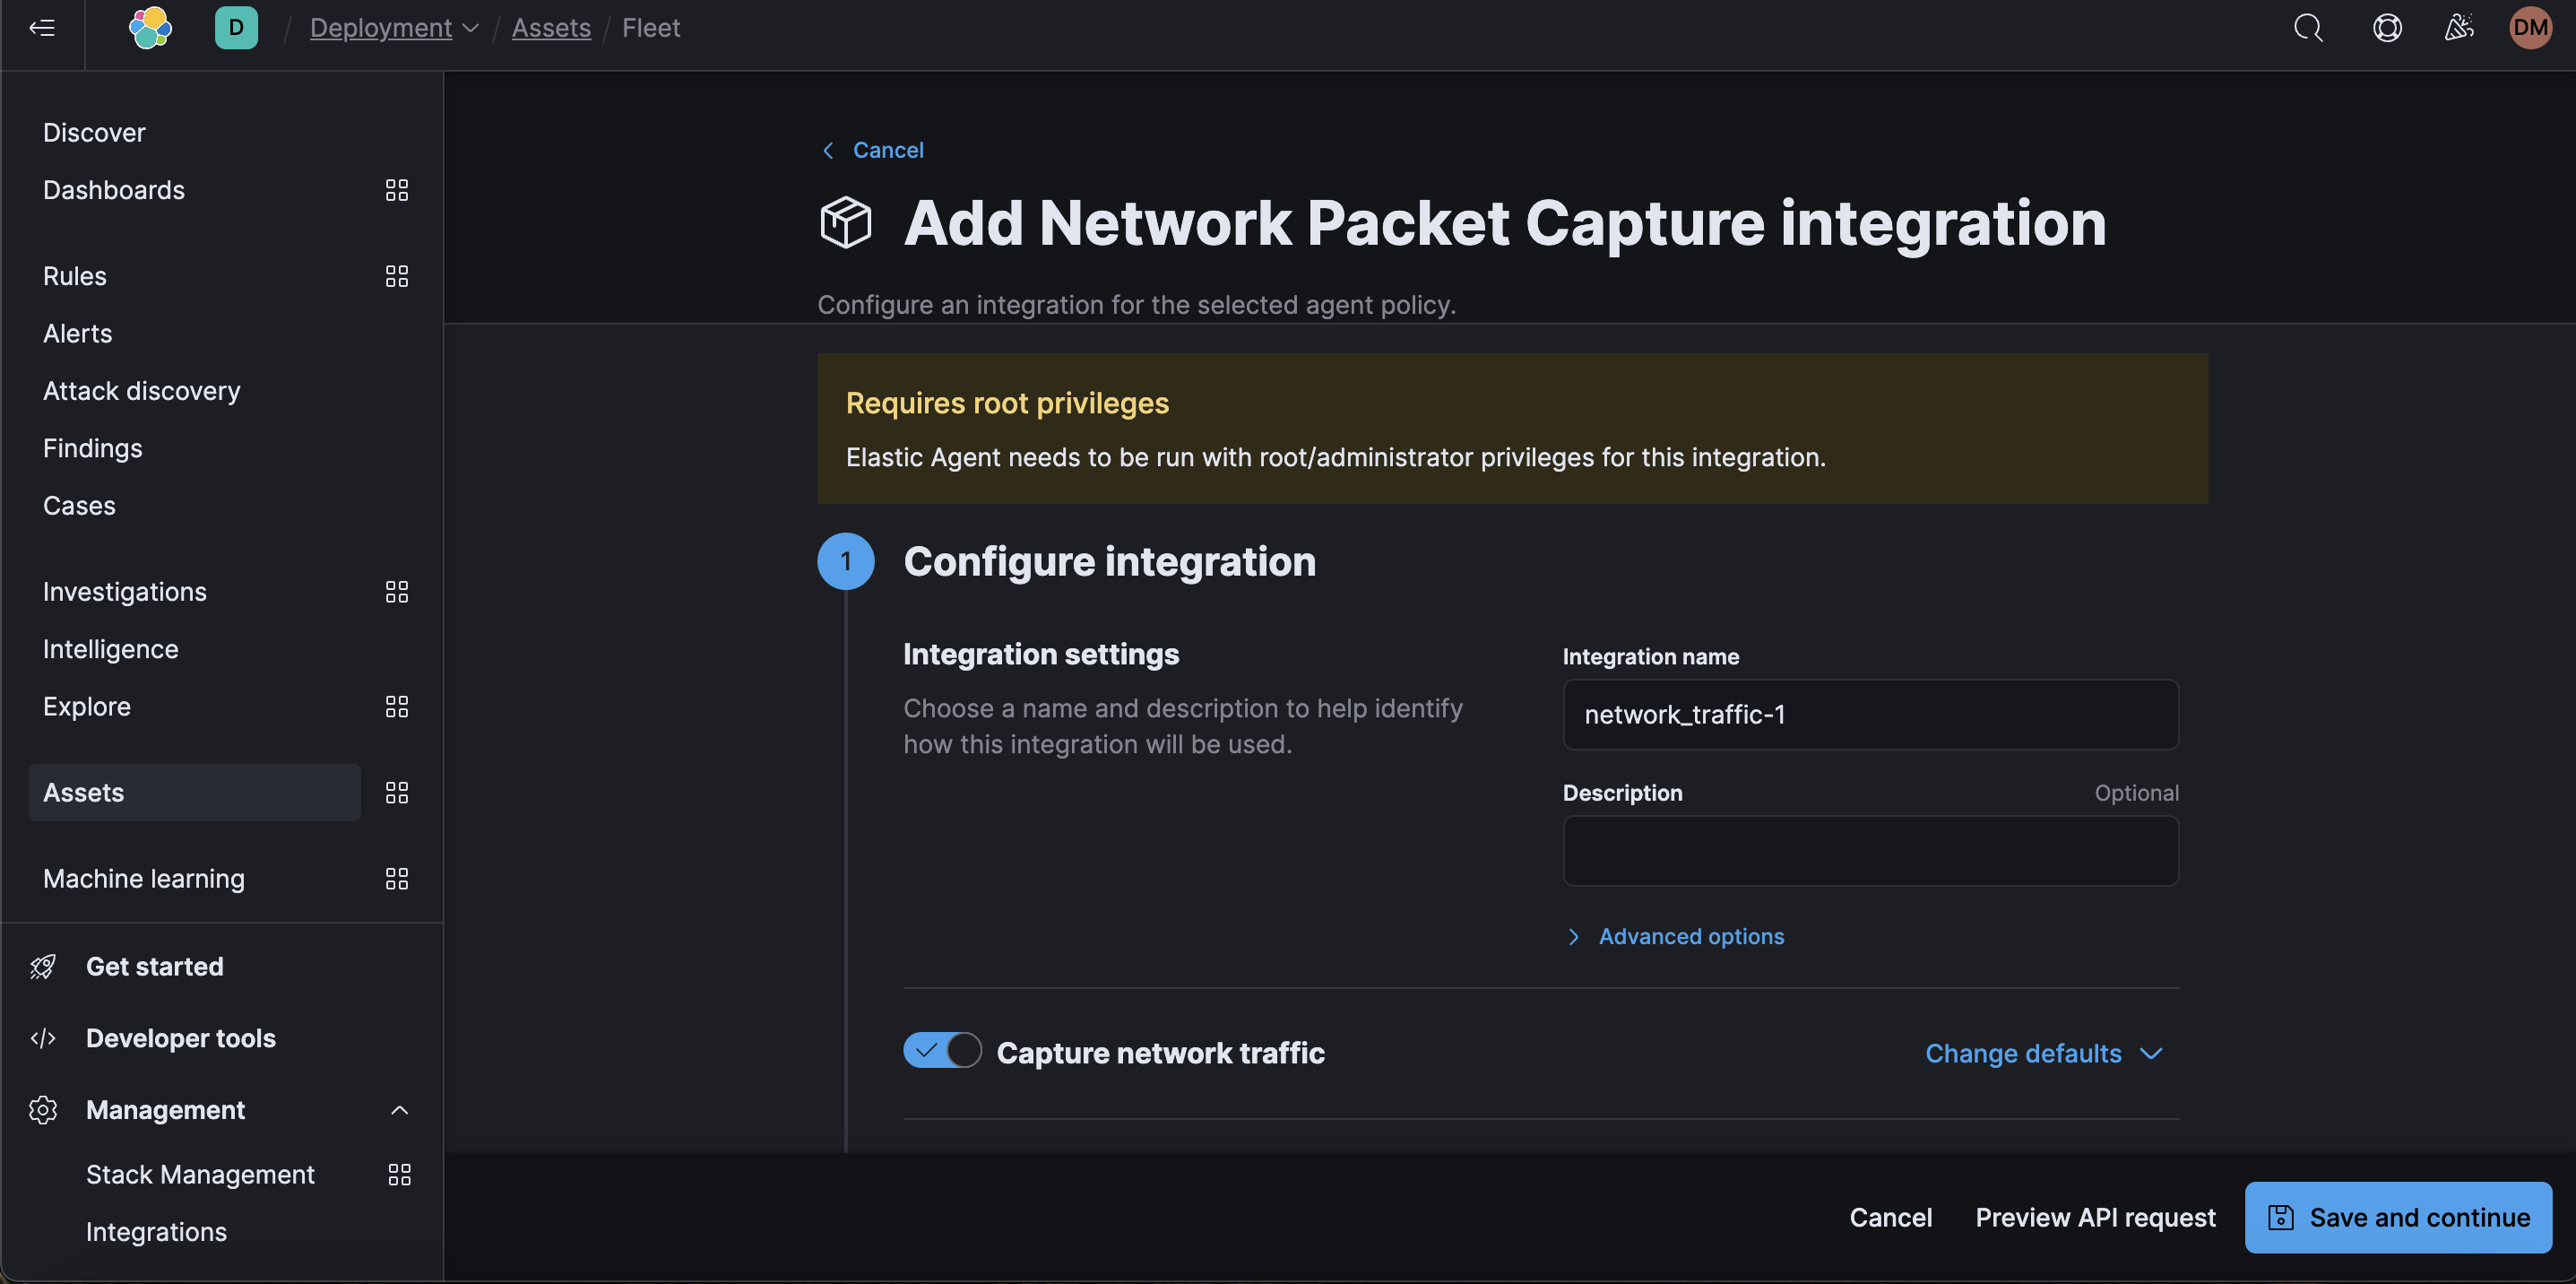 D
Deployment
Assets
Fleet
DM
Discover
Dashboards
Rules
Alerts
Attack discovery
Findings
Cases
Investigations
Intelligence
Explore
Assets
Machine learning
Get started
Developer tools
Management
Stack Management
Integrations
Cancel
Add Network Packet Capture integration
Configure an integration for the selected agent policy.
Requires root privileges
Elastic Agent needs to be run with root/administrator privileges for this integration.
1
Configure integration
Integration settings
Choose a name and description to help identify
how this integration will be used.
Integration name
network_traffic-1
Description
Optional
Advanced options
Capture network traffic
Change defaults
Cancel
Preview API request
Save and continue